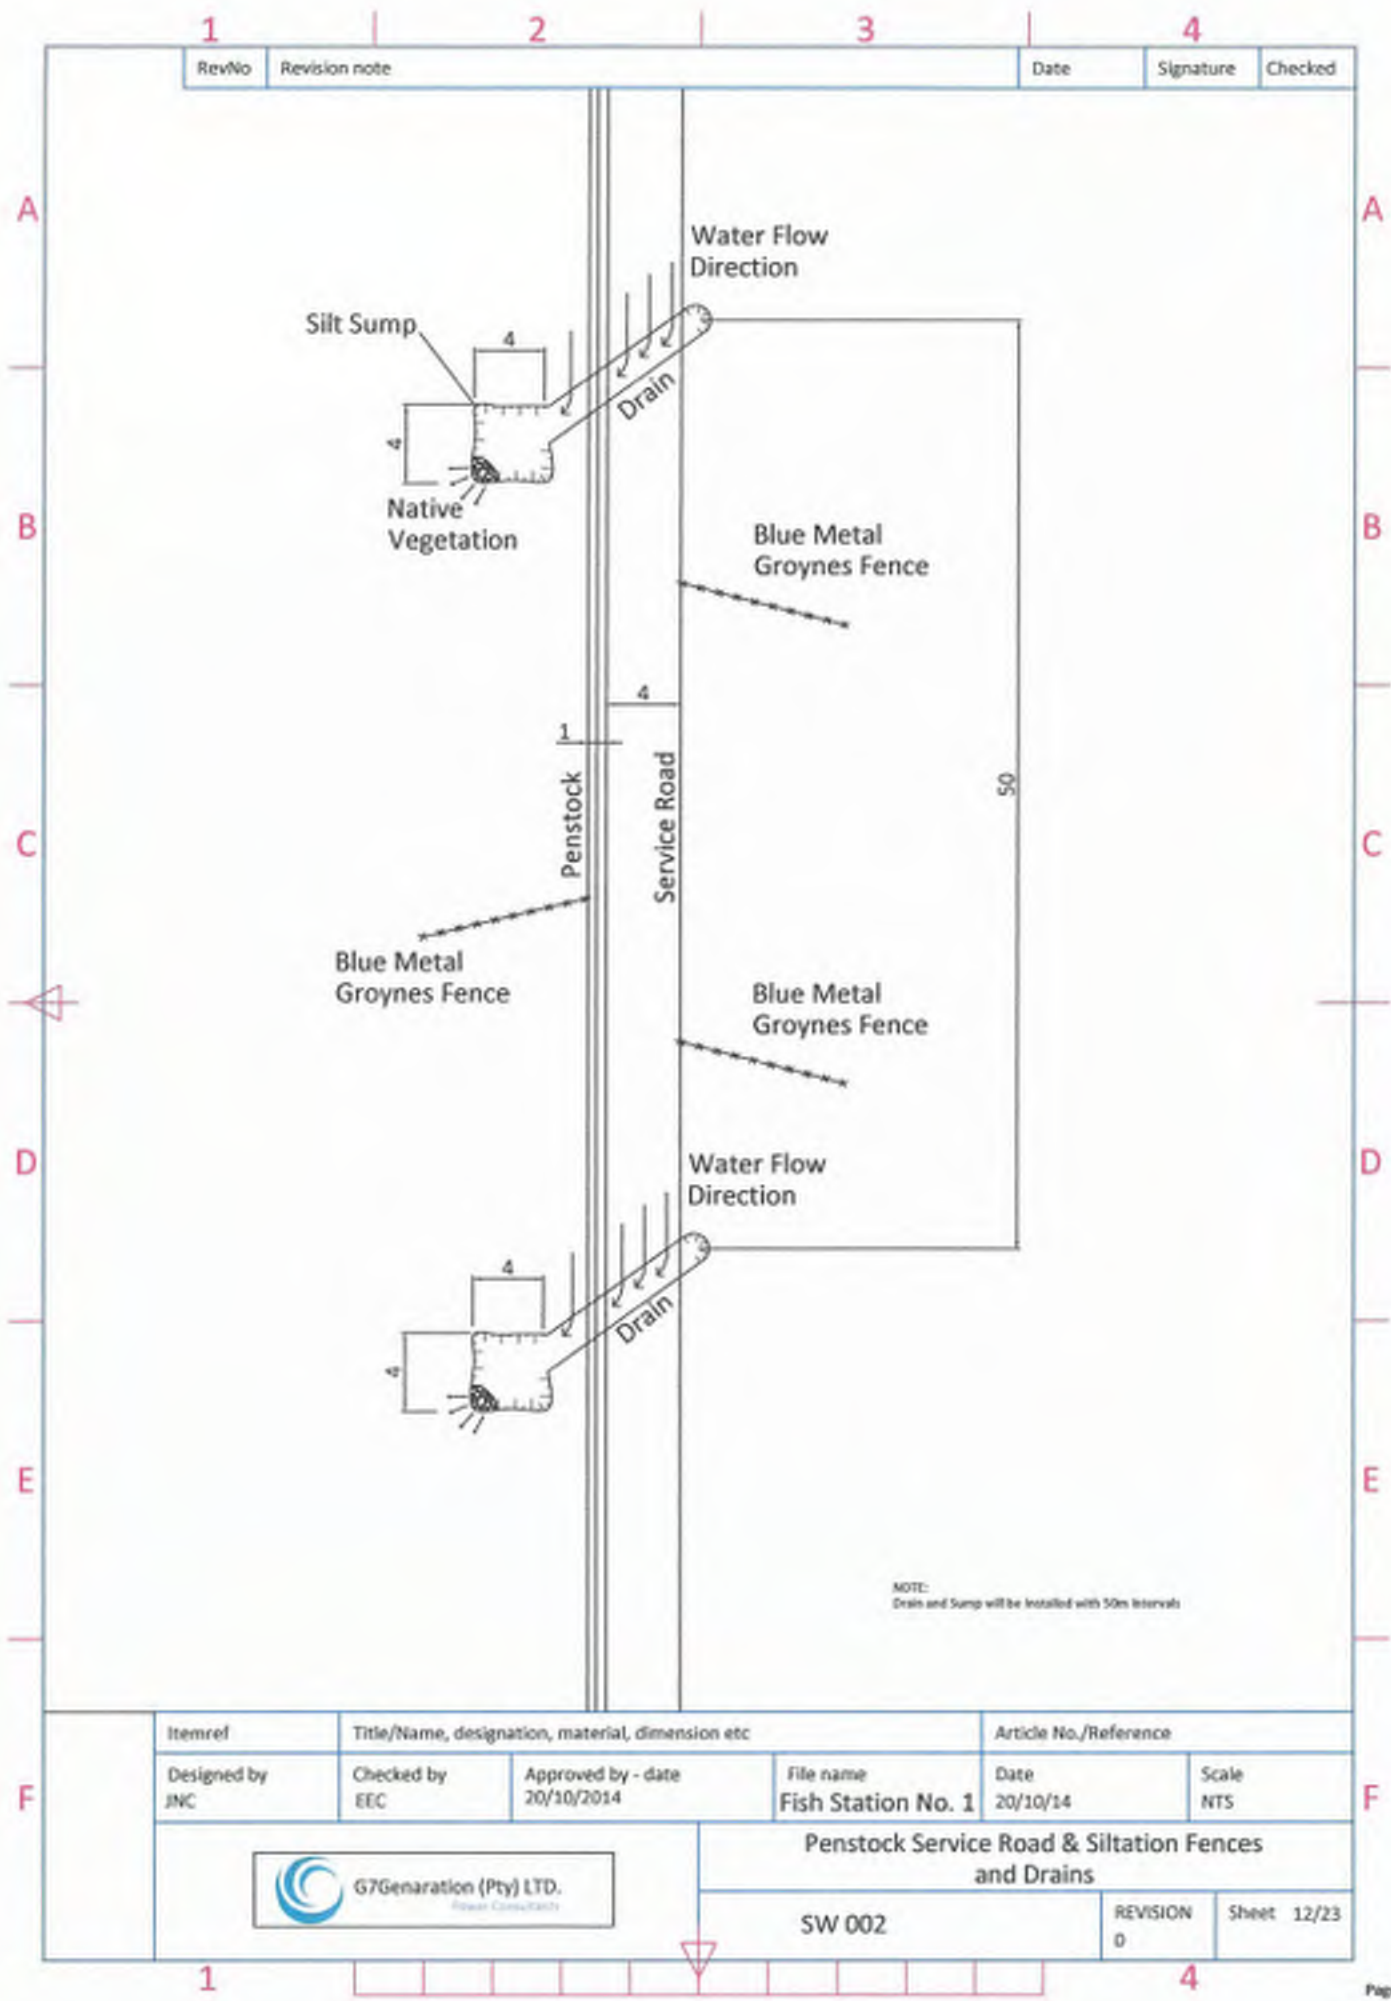 1 2 3 4
RevNo Revision note Date Signature Checked
A A
Water Flow
Direction
Silt Sump
4
Drain
4
Native
Vegetation
B B
Blue Metal
Groynes Fence
4
1
Penstock
Service Road
50
C C
Blue Metal
Groynes Fence
Blue Metal
Groynes Fence
D D
Water Flow
Direction
4
Drain
4
E E
NOTE:
Drain and Sump will be installed with 50m intervals
Itemref Title/Name, designation, material, dimension etc Article No./Reference
Designed by Checked by Approved by - date File name Date Scale
JNC EEC 20/10/2014 Fish Station No. 1 20/10/14 NTS
F F
Penstock Service Road & Siltation Fences
and Drains
G7Genaration (Pty) LTD.
Power Consultants
SW 002
REVISION Sheet 12/23
0
1 4